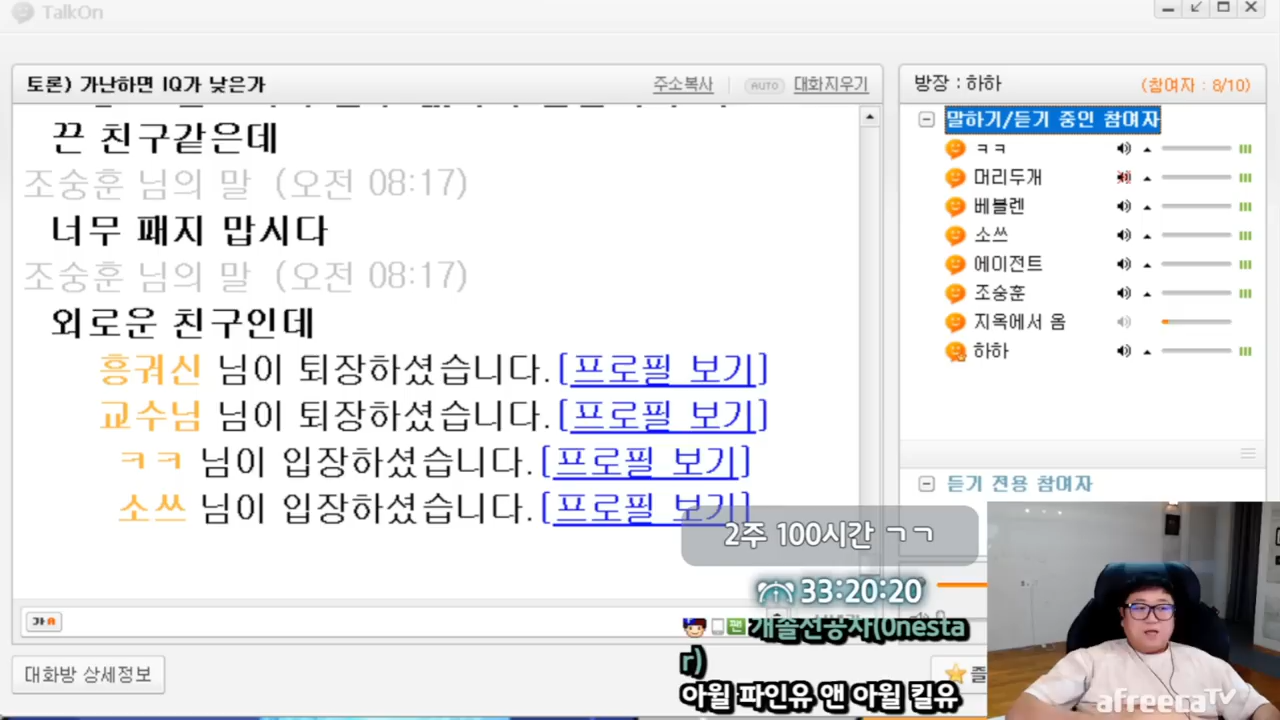 TalkOn
토론) 가난하면 IQ가 낮은가
주소복사
AUTO
대화지우기
끈 친구같은데
조숭훈 님의 말 (오전 08:17)
너무 패지 맙시다
조숭훈 님의 말 (오전 08:17)
외로운 친구인데
흥궈신 님이 퇴장하셨습니다.[프로필 보기]
교수님 님이 퇴장하셨습니다.[프로필 보기]
ㅋㅋ 님이 입장하셨습니다.[프로필 보기]
소쓰 님이 입장하셨습니다.[프로필 보기]
가
대화방 상세정보
방장 : 하하
(참여자 : 8/10)
말하기/듣기 중인 참여자
ㅋㅋ
머리두개
베블렌
소쓰
에이전트
조숭훈
지옥에서 옴
하하
듣기 전용 참여자
2주 100시간 ㄱㄱ
33:20:20
팬 개솔선공자(Onesta
r)
아윌 파인유 앤 아윌 킬유
즐
afreecaTV